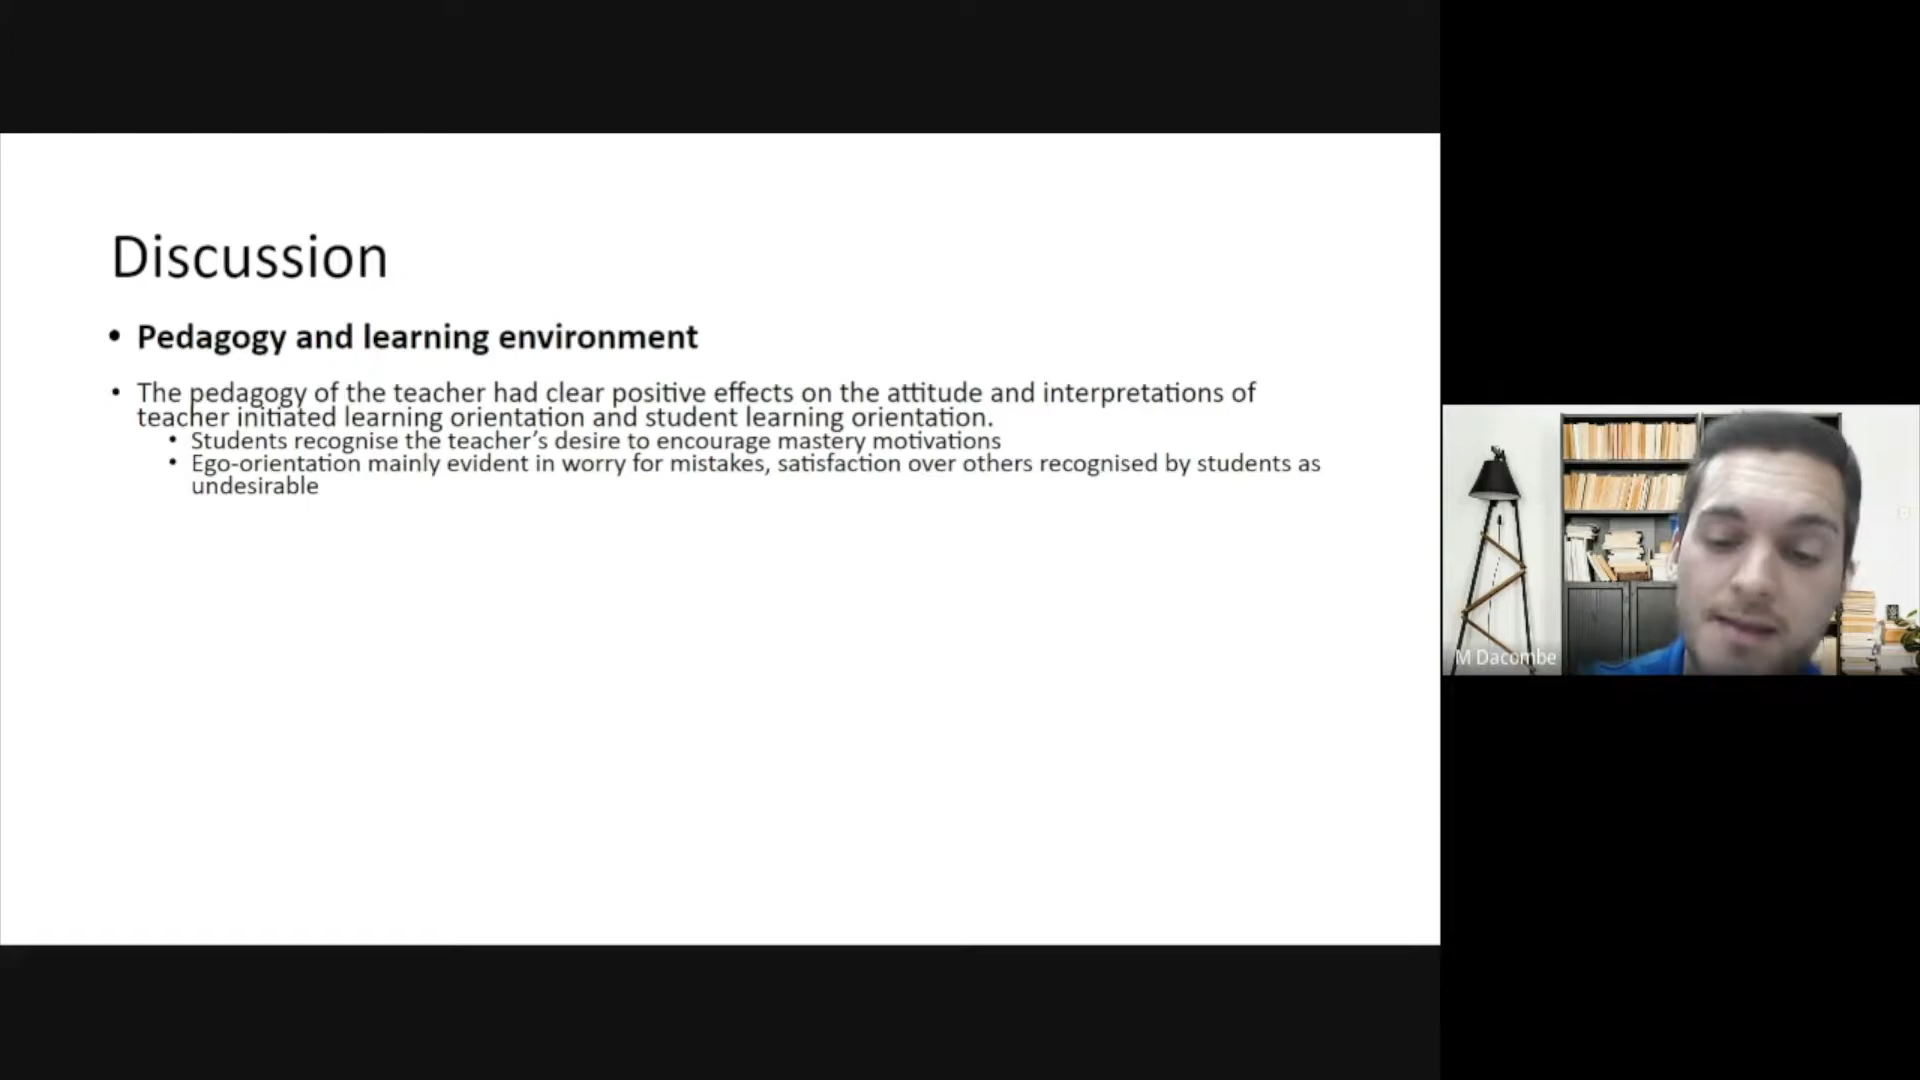 Discussion
• Pedagogy and learning environment
• The pedagogy of the teacher had clear positive effects on the attitude and interpretations of
teacher initiated learning orientation and student learning orientation.
• Students recognise the teacher’s desire to encourage mastery motivations
• Ego-orientation mainly evident in worry for mistakes, satisfaction over others recognised by students as
undesirable
M Dacombe